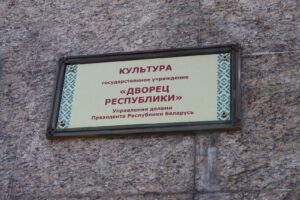 КУЛЬТУРА
государственное учреждение
«ДВОРЕЦ
РЕСПУБЛИКИ»
Управления делами
Президента Республики Беларусь